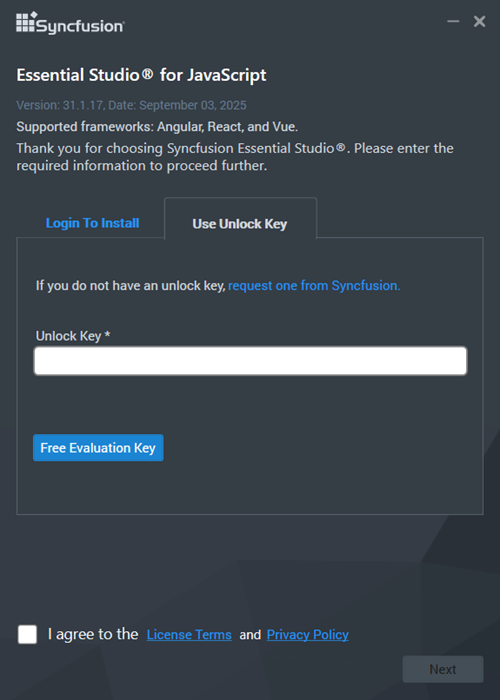 Syncfusion®
Essential Studio® for JavaScript
Version: 31.1.17, Date: September 03, 2025
Supported frameworks: Angular, React, and Vue.
Thank you for choosing Syncfusion Essential Studio®. Please enter the
required information to proceed further.
Login To Install
Use Unlock Key
If you do not have an unlock key, request one from Syncfusion.
Unlock Key *
Free Evaluation Key
I agree to the License Terms and Privacy Policy
Next